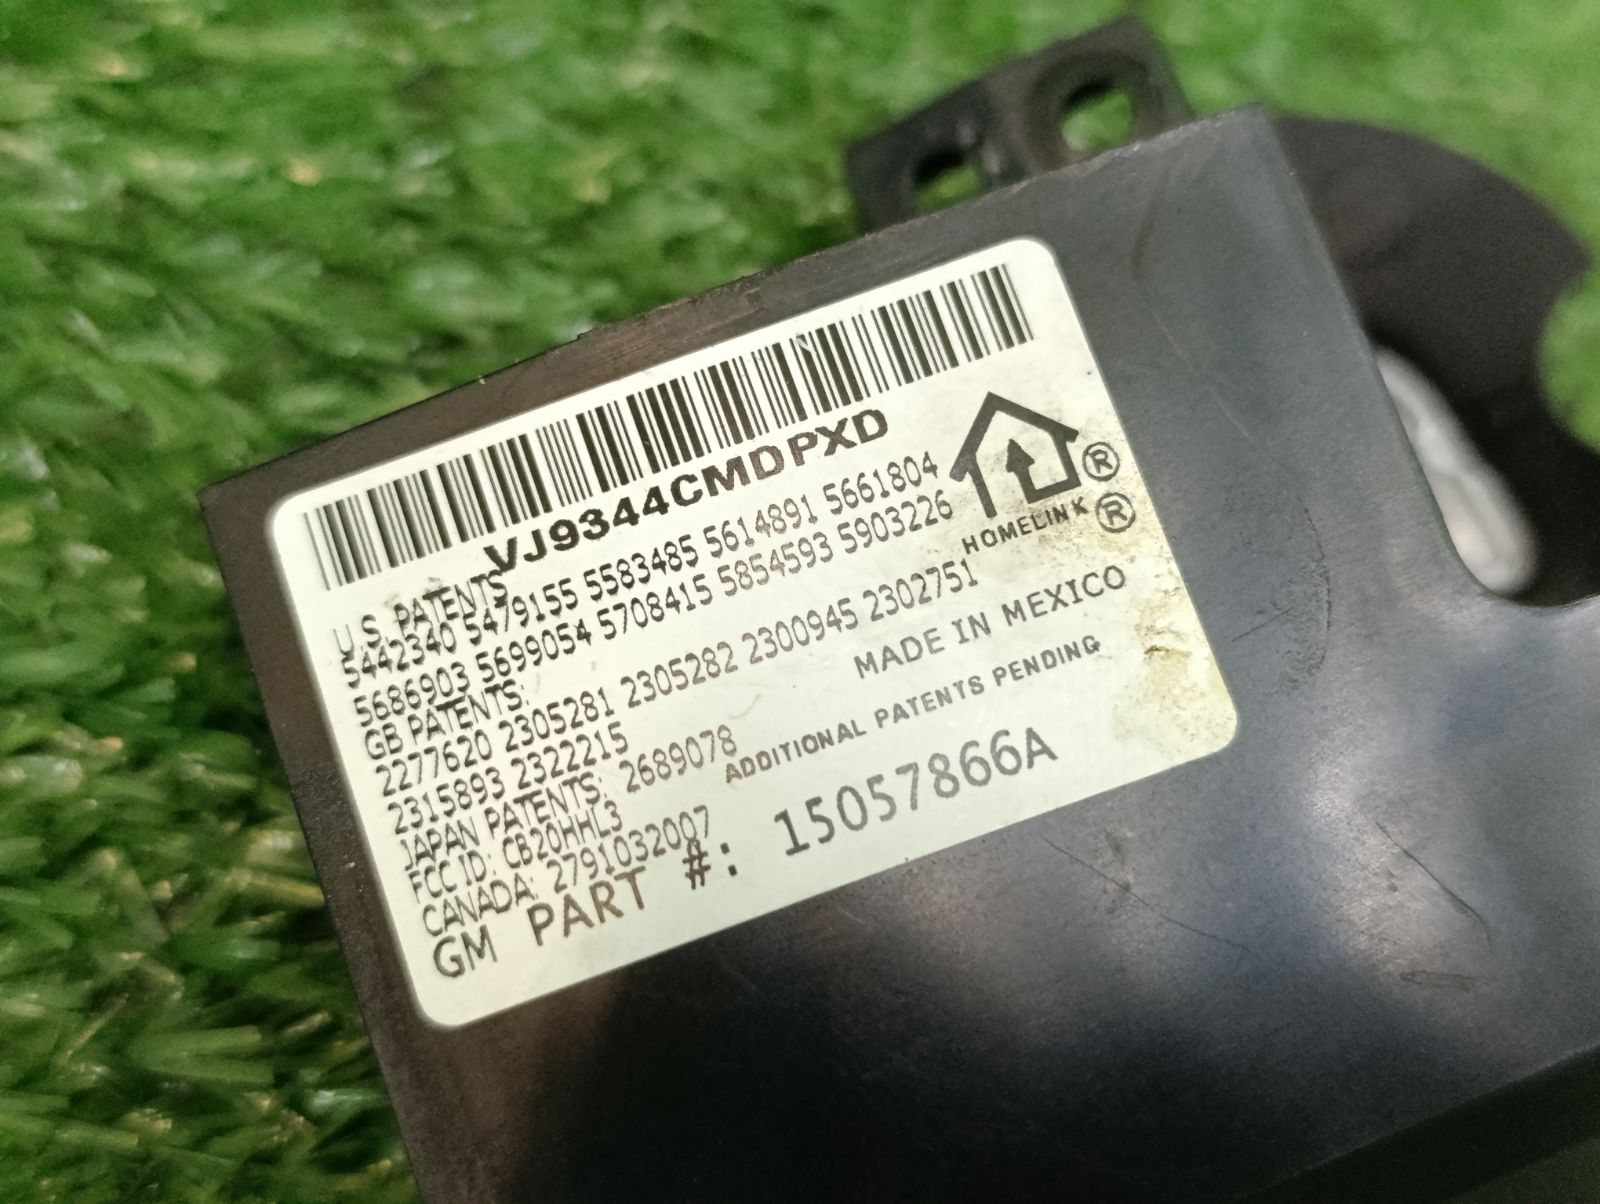 VJ9344CMDPXD
U.S. PATENTS
5442340 5479155 5583485 5614891 5661804
5686903 5699054 5708415 5854593 5903226
GB PATENTS:
2277620 2305281 2305282 2300945 2302751
2315893 2322215
JAPAN PATENTS: 2689078
FCC ID: CB20HHL3
CANADA: 2791032007
GM PART #: 15057866A
HOMELINK ®
®
MADE IN MEXICO
ADDITIONAL PATENTS PENDING